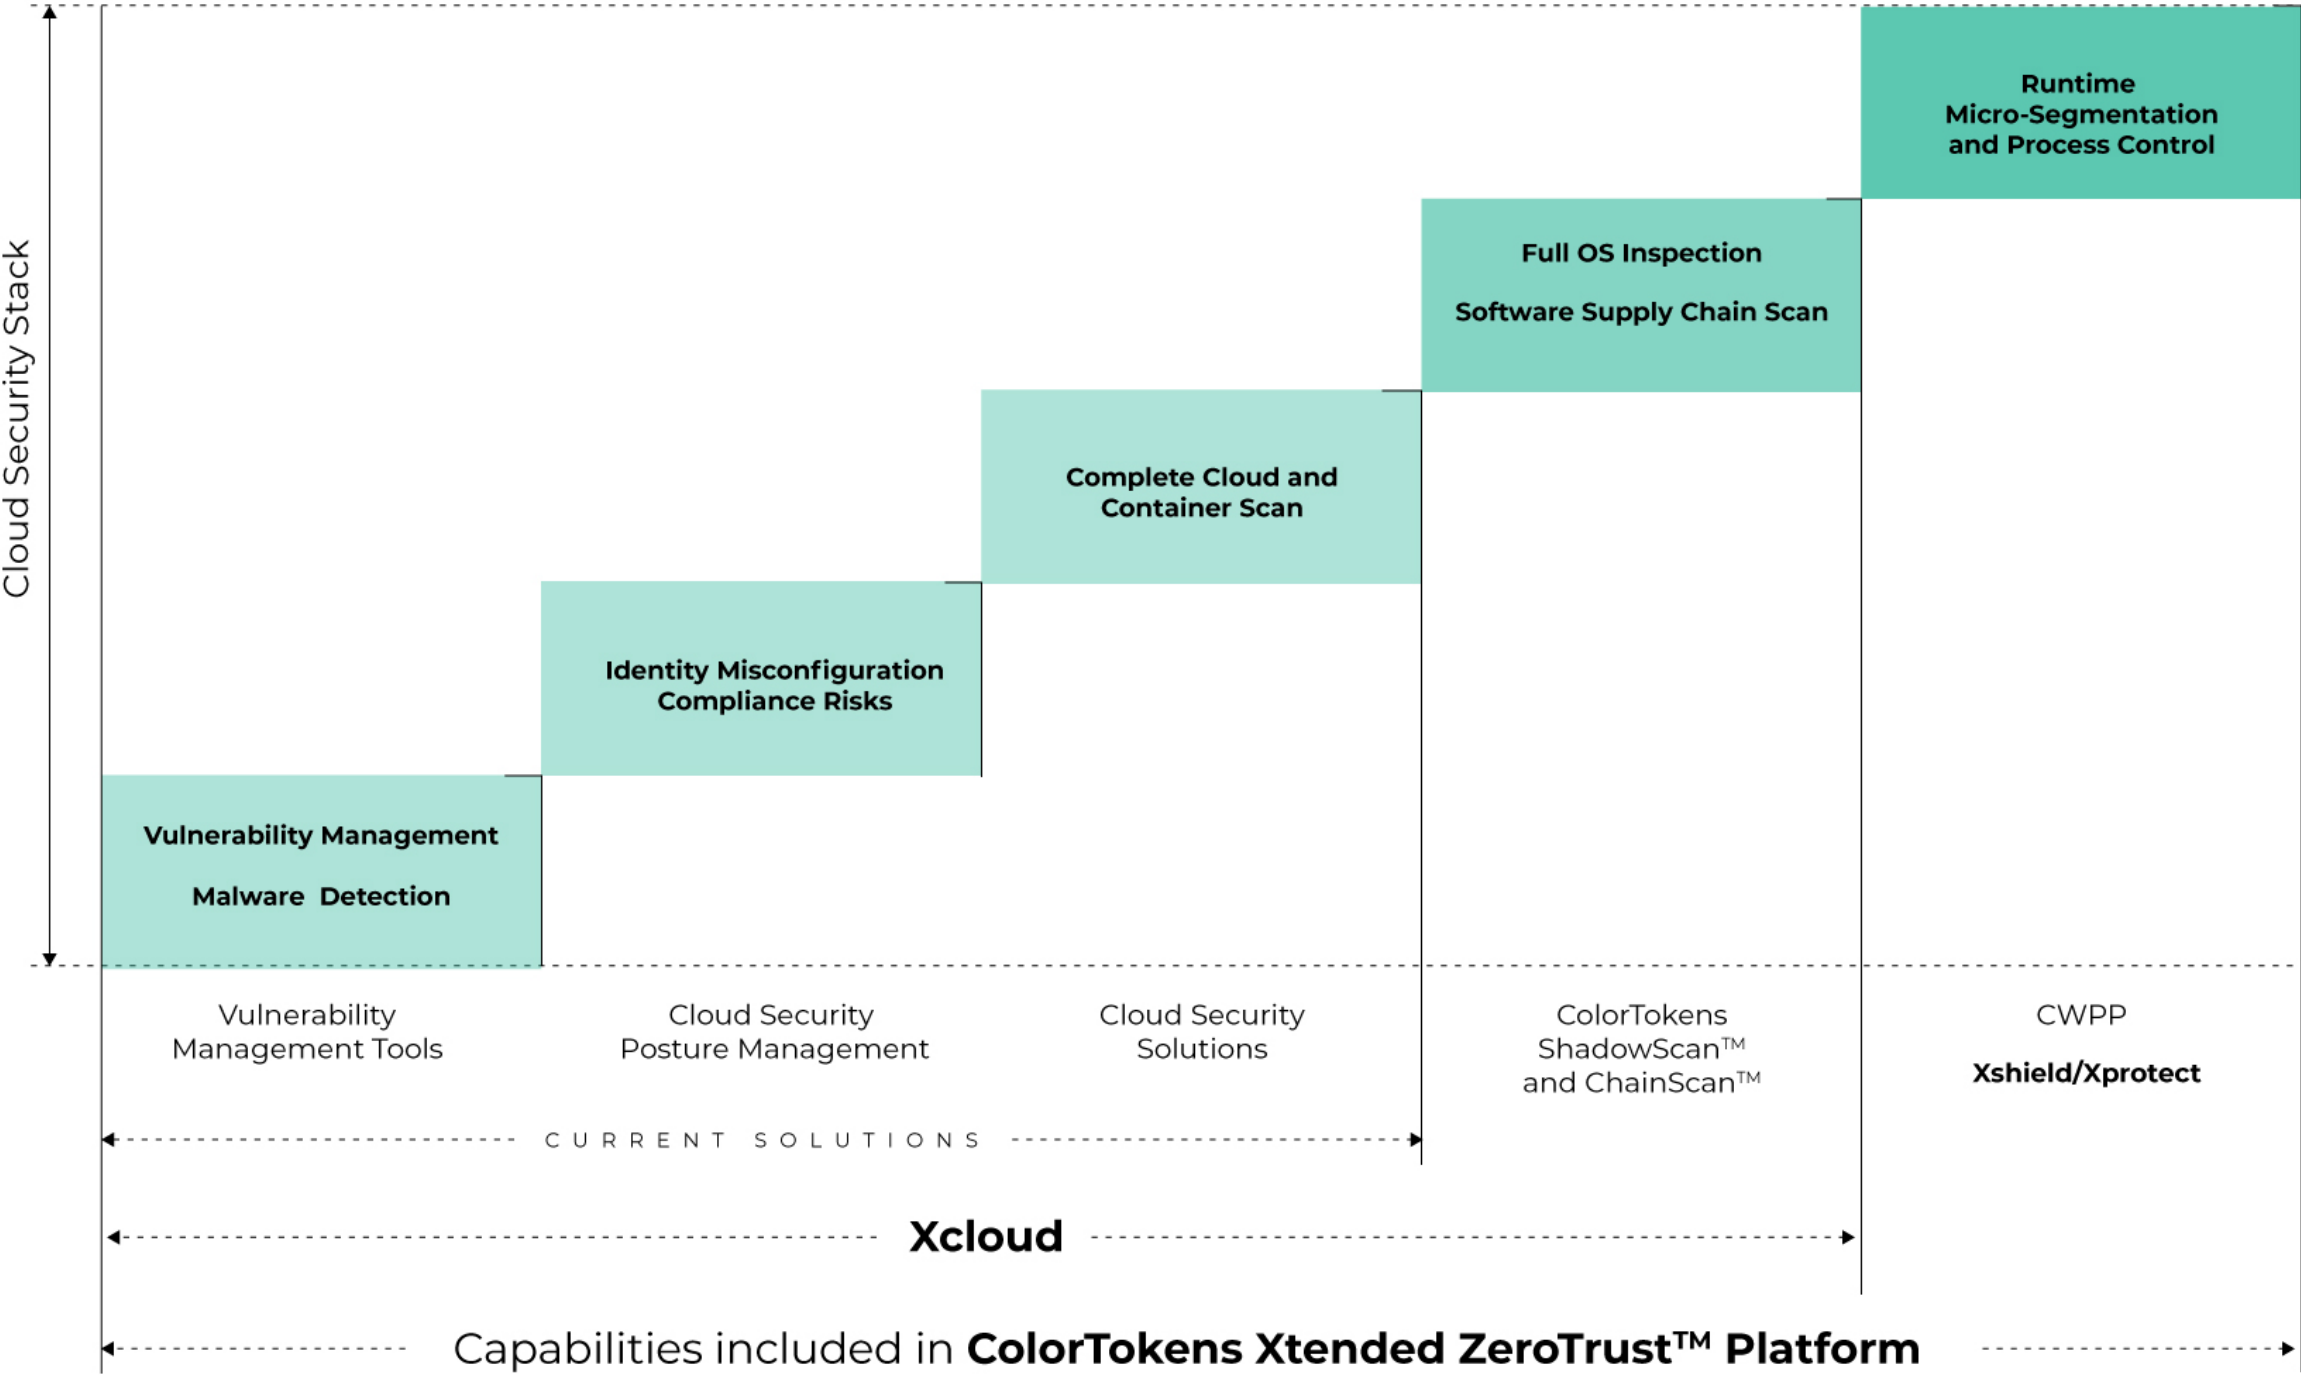 Runtime
Micro-Segmentation
and Process Control
Full OS Inspection
Software Supply Chain Scan
Cloud Security Stack
Complete Cloud and
Container Scan
Identity Misconfiguration
Compliance Risks
Vulnerability Management
Malware Detection
Vulnerability
Management Tools
Cloud Security
Posture Management
Cloud Security
Solutions
ColorTokens
ShadowScan™
and ChainScan™
CWPP
Xshield/Xprotect
CURRENT SOLUTIONS
Xcloud
Capabilities included in ColorTokens Xtended ZeroTrust™ Platform